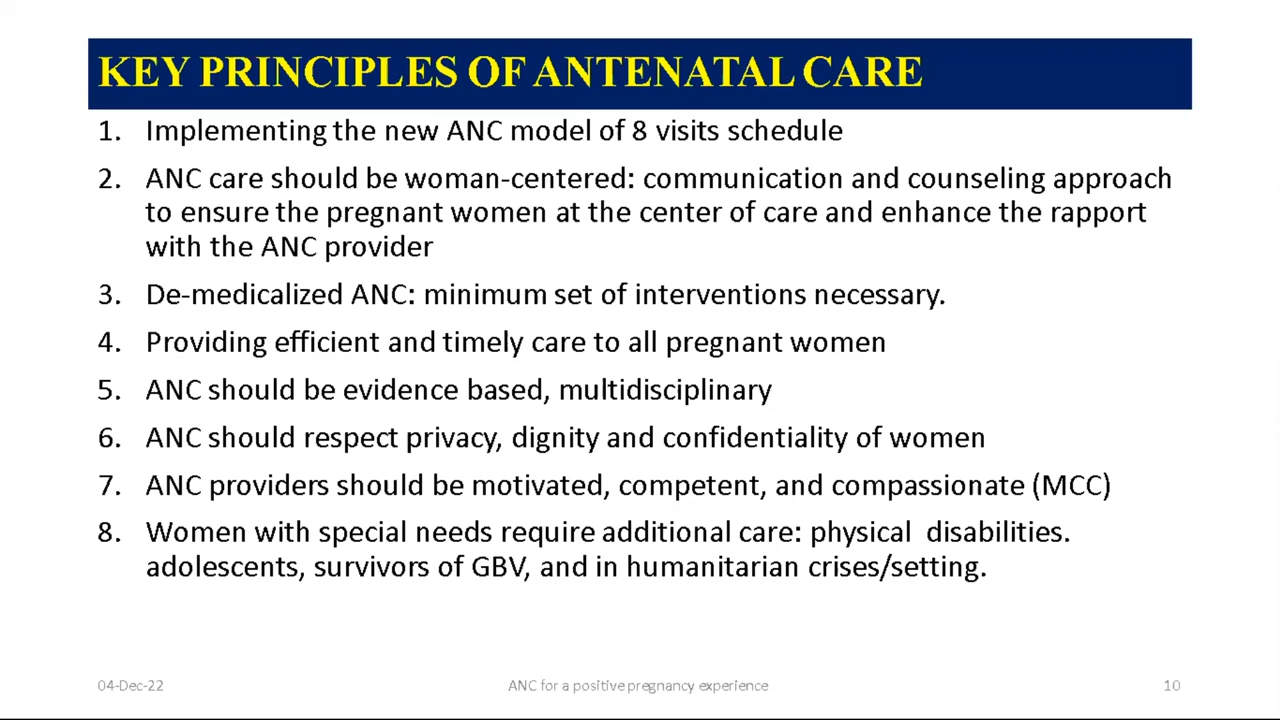 KEY PRINCIPLES OF ANTENATAL CARE
1. Implementing the new ANC model of 8 visits schedule
2. ANC care should be woman-centered: communication and counseling approach
to ensure the pregnant women at the center of care and enhance the rapport
with the ANC provider
3. De-medicalized ANC: minimum set of interventions necessary.
4. Providing efficient and timely care to all pregnant women
5. ANC should be evidence based, multidisciplinary
6. ANC should respect privacy, dignity and confidentiality of women
7. ANC providers should be motivated, competent, and compassionate (MCC)
8. Women with special needs require additional care: physical disabilities.
adolescents, survivors of GBV, and in humanitarian crises/setting.
04-Dec-22
ANC for a positive pregnancy experience
10